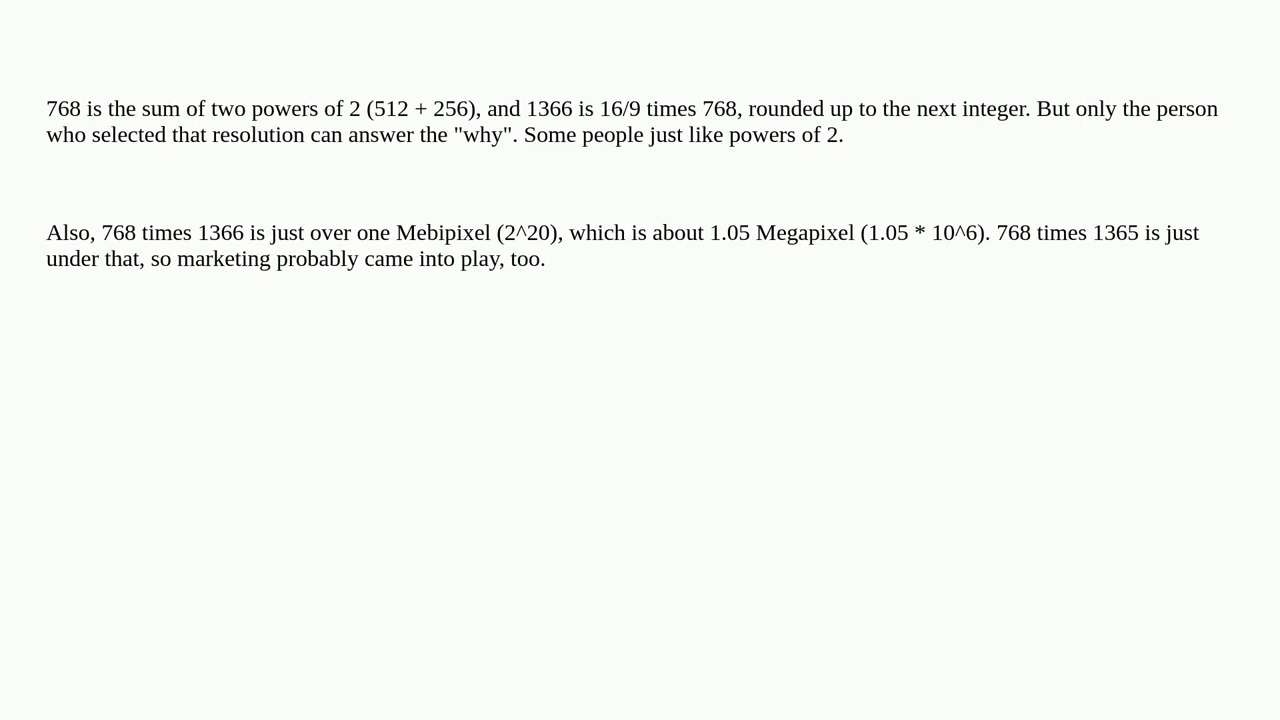 768 is the sum of two powers of 2 (512 + 256), and 1366 is 16/9 times 768, rounded up to the next integer. But only the person
who selected that resolution can answer the "why". Some people just like powers of 2.
Also, 768 times 1366 is just over one Mebipixel (2^20), which is about 1.05 Megapixel (1.05 * 10^6). 768 times 1365 is just
under that, so marketing probably came into play, too.